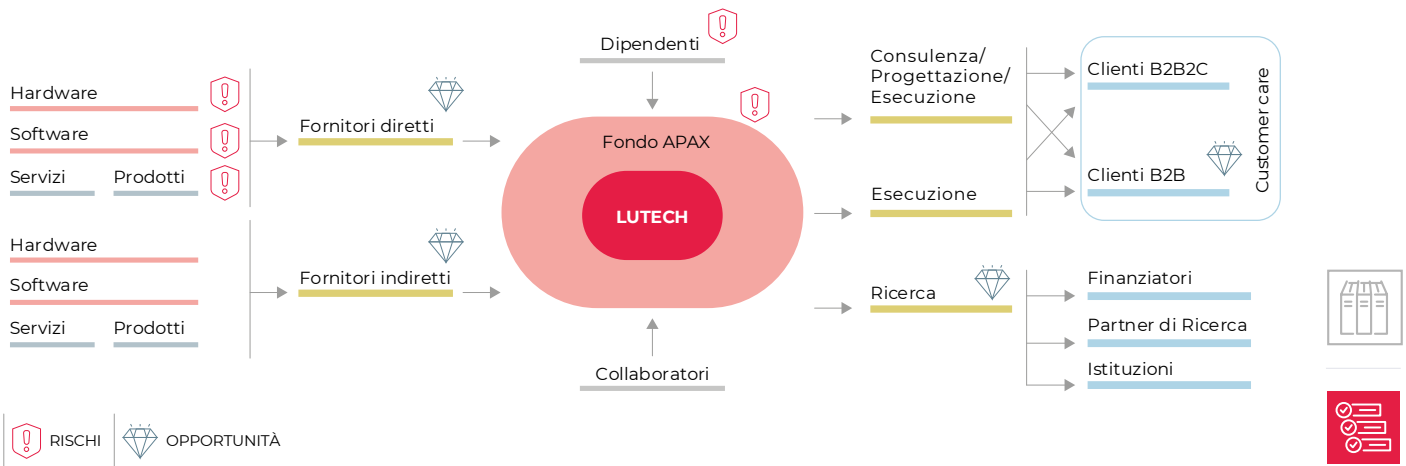 Hardware
Software
Servizi
Prodotti
Fornitori diretti
Hardware
Software
Servizi
Prodotti
Fornitori indiretti
Dipendenti
Fondo APAX
LUTECH
Collaboratori
Consulenza/
Progettazione/
Esecuzione
Esecuzione
Ricerca
Clienti B2B2C
Clienti B2B
Customer care
Finanziatori
Partner di Ricerca
Istituzioni
RISCHI
OPPORTUNITÀ